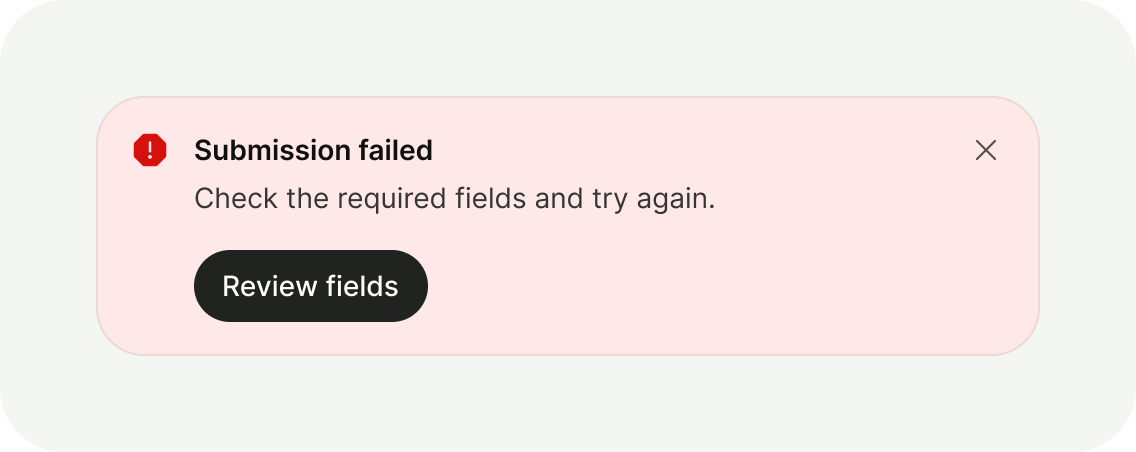 Submission failed
Check the required fields and try again.
Review fields